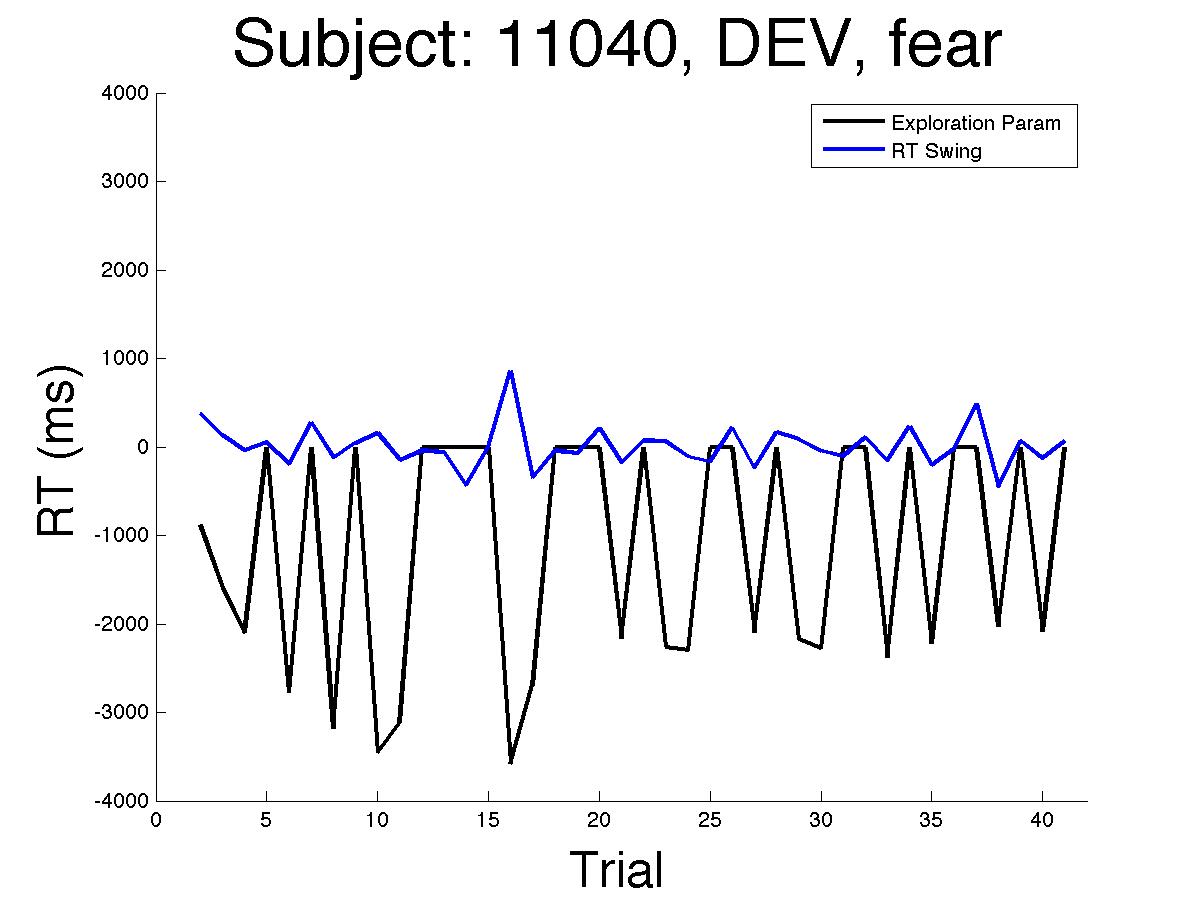 Subject: 11040, DEV, fear
4000
3000
2000
1000
0
-1000
-2000
-3000
-4000
RT (ms)
Exploration Param
RT Swing
0 5 10 15 20 25 30 35 40
Trial